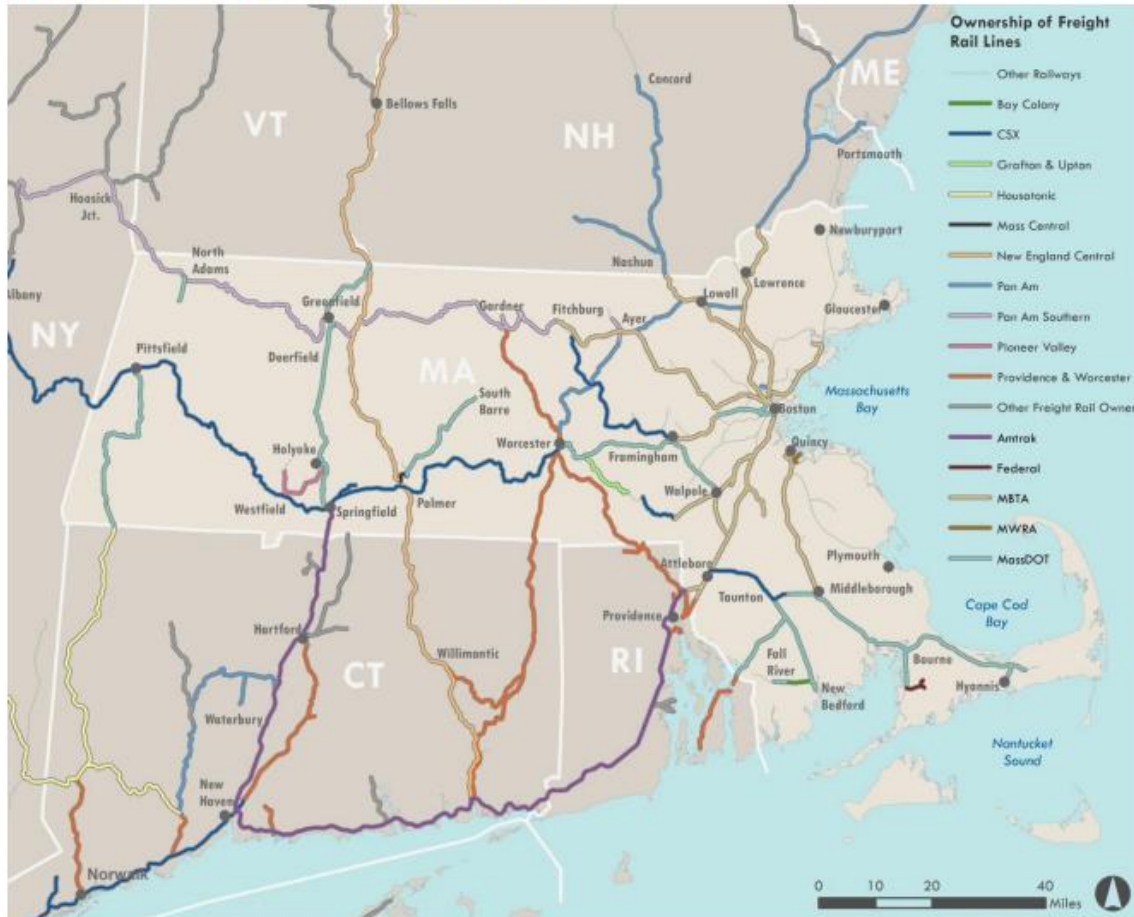 Ownership of Freight
Rail Lines
Other Railways
Bay Colony
CSX
Grafton & Upton
Housatonic
Mass Central
New England Central
Pan Am
Pan Am Southern
Pioneer Valley
Providence & Worcester
Other Freight Rail Owner
Amtrak
Federal
MBTA
MWRA
MassDOT
ME
Concord
VT
Bellows Falls
NH
Portsmouth
Hoosick
Jct.
Newburyport
North
Adams
Nashua
Lawrence
Albany
Greenfield
Gardner
Fitchburg
Ayer
Lowell
Gloucester
NY
Pittsfield
Deerfield
MA
South
Barre
Massachusetts
Bay
Boston
Worcester
Quincy
Holyoke
Framingham
Walpole
Westfield
Springfield
Palmer
Plymouth
Attleboro
Taunton
Middleborough
Providence
Cape Cod
Bay
Hartford
Willimantic
CT
RI
Fall
River
Bourne
New
Bedford
Hyannis
Waterbury
Nantucket
Sound
New
Haven
Norwalk
0 10 20 40
Miles